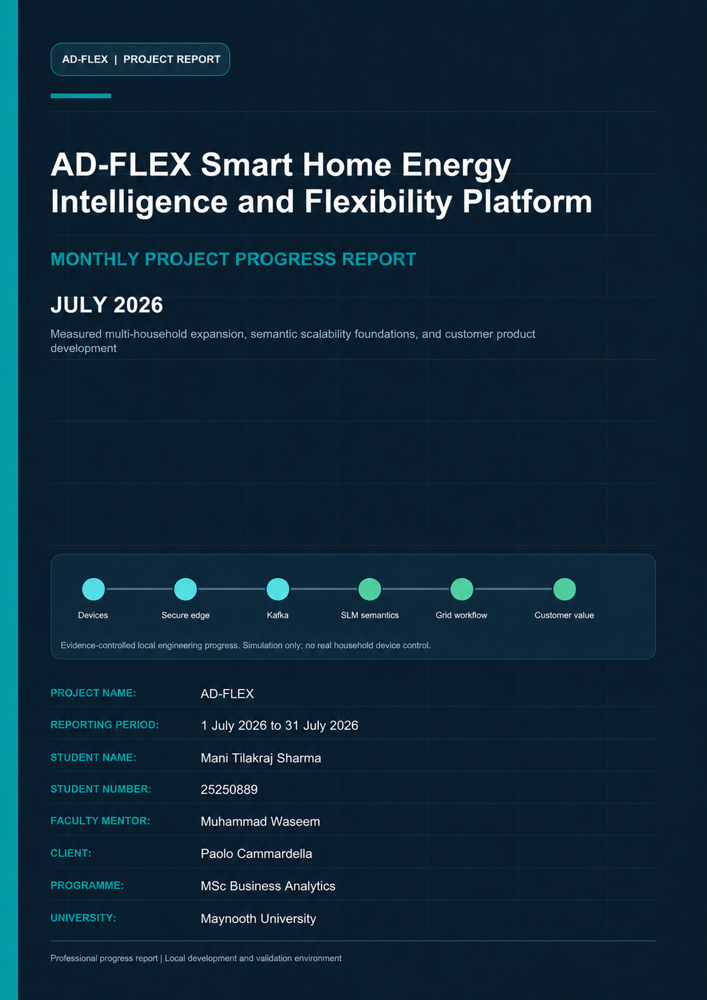 AD-FLEX | PROJECT REPORT
AD-FLEX Smart Home Energy
Intelligence and Flexibility Platform
MONTHLY PROJECT PROGRESS REPORT
JULY 2026
Measured multi-household expansion, semantic scalability foundations, and customer product
development
Devices Secure edge Kafka SLM semantics Grid workflow Customer value
Evidence-controlled local engineering progress. Simulation only; no real household device control.
PROJECT NAME: AD-FLEX
REPORTING PERIOD: 1 July 2026 to 31 July 2026
STUDENT NAME: Mani Tilakraj Sharma
STUDENT NUMBER: 25250889
FACULTY MENTOR: Muhammad Waseem
CLIENT: Paolo Cammardella
PROGRAMME: MSc Business Analytics
UNIVERSITY: Maynooth University
Professional progress report | Local development and validation environment